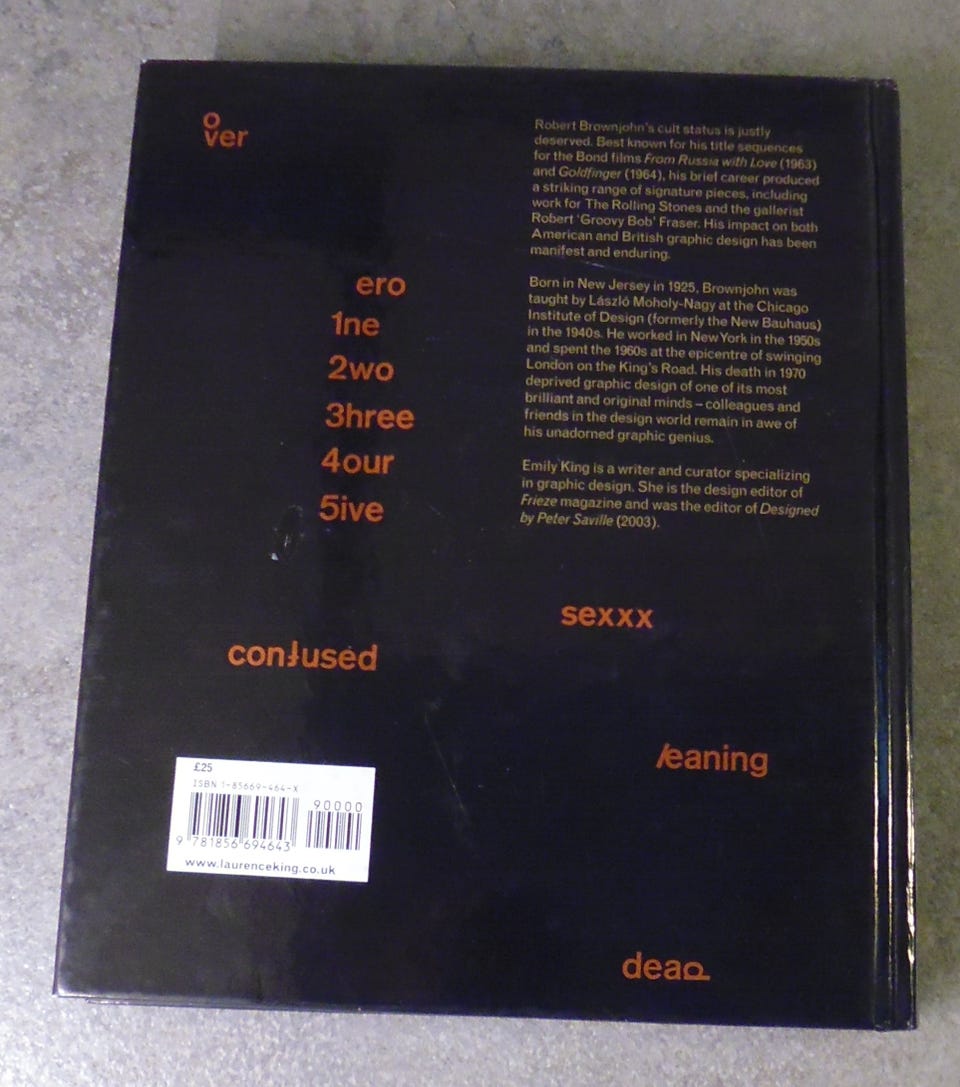 over
Robert Brownjohn's cult status is justly
deserved. Best known for his title sequences
for the Bond films From Russia with Love (1963)
and Goldfinger (1964), his brief career produced
a striking range of signature pieces, including
work for The Rolling Stones and the gallerist
Robert 'Groovy Bob' Fraser. His impact on both
American and British graphic design has been
manifest and enduring.
Born in New Jersey in 1925, Brownjohn was
taught by László Moholy-Nagy at the Chicago
Institute of Design (formerly the New Bauhaus)
in the 1940s. He worked in New York in the 1950s
and spent the 1960s at the epicentre of swinging
London on the King's Road. His death in 1970
deprived graphic design of one of its most
brilliant and original minds – colleagues and
friends in the design world remain in awe of
his unadorned graphic genius.
Emily King is a writer and curator specializing
in graphic design. She is the design editor of
Frieze magazine and was the editor of Designed
by Peter Saville (2003).
ero
1ne
2wo
3hree
4our
5ive
sexxx
confused
leaning
dead
£25
ISBN 1-85669-464-X
90000
9 781856 694643
www.laurenceking.co.uk